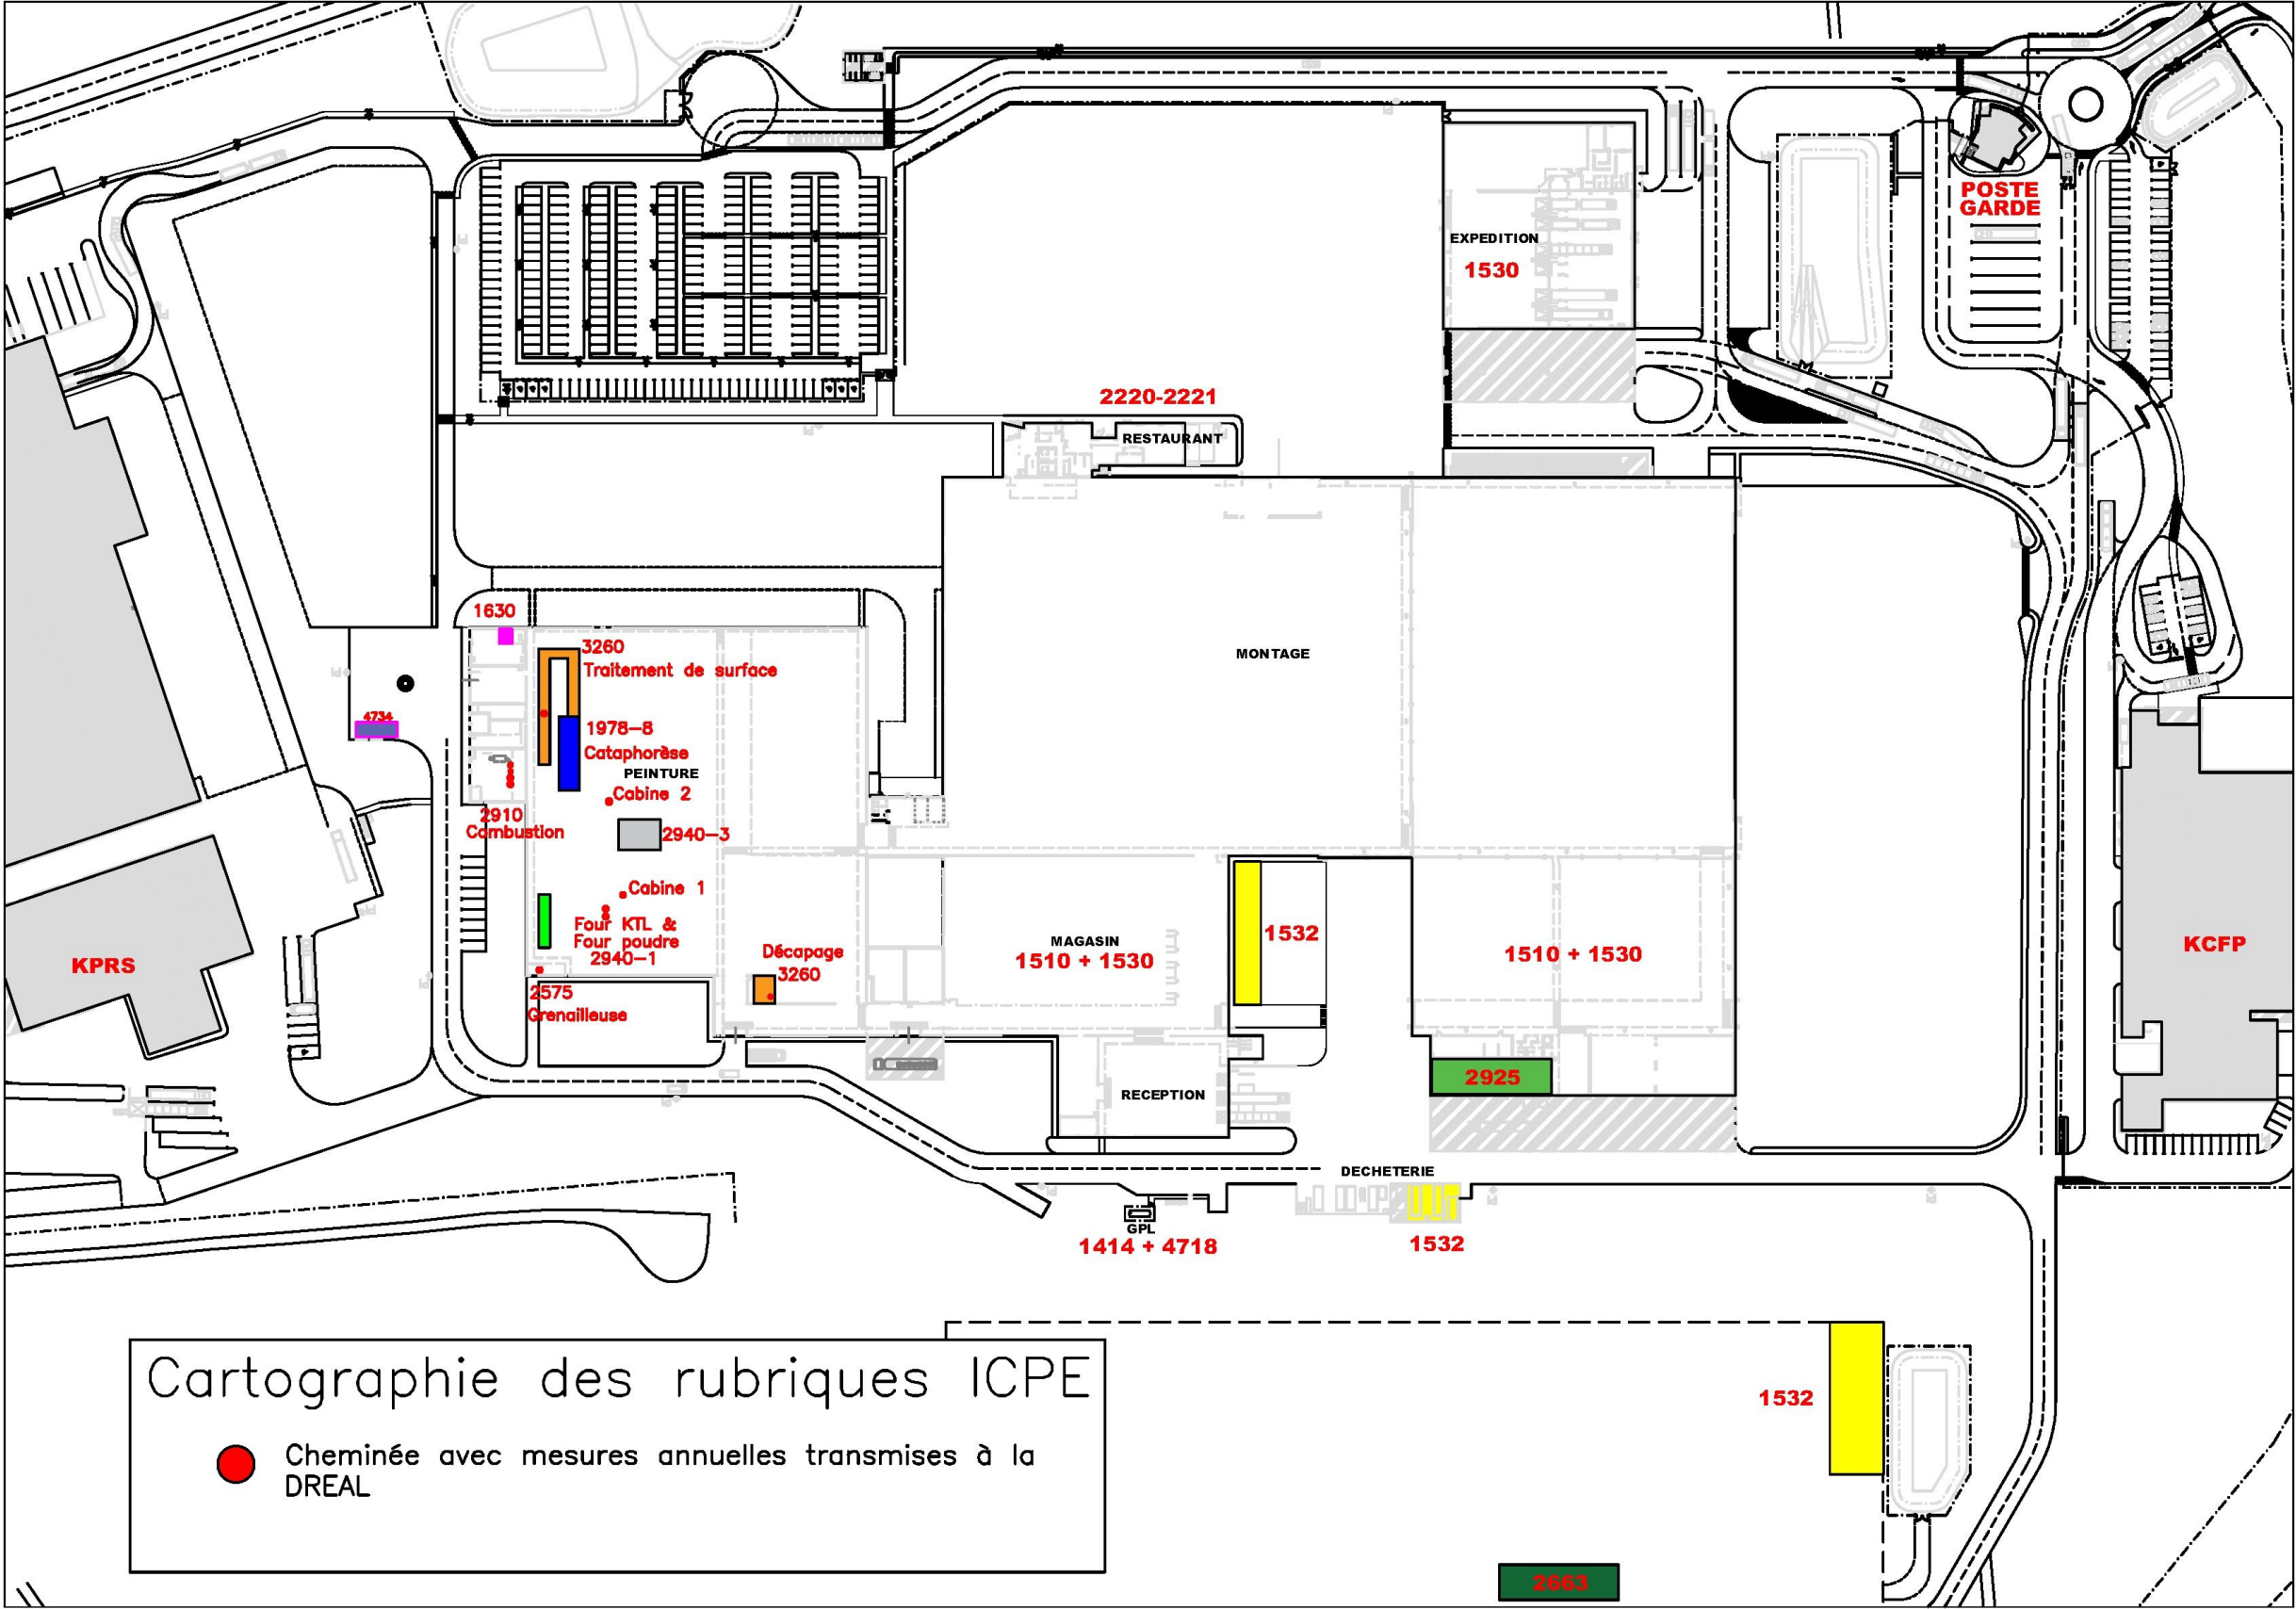 POSTE
GARDE
EXPEDITION
1530
2220-2221
RESTAURANT
1630
3260
Traitement de surface
MONTAGE
4734
1978-8
Cataphorèse
PEINTURE
Cabine 2
2910
Combustion
2940-3
Cabine 1
Four KTL &
Four poudre
2940-1
Décapage
3260
2575
Grenailleuse
MAGASIN
1510 + 1530
1532
1510 + 1530
KPRS
KCFP
2925
RECEPTION
DECHETERIE
GPL
1414 + 4718
1532
1532
Cartographie des rubriques ICPE
Cheminée avec mesures annuelles transmises à la
DREAL
2663